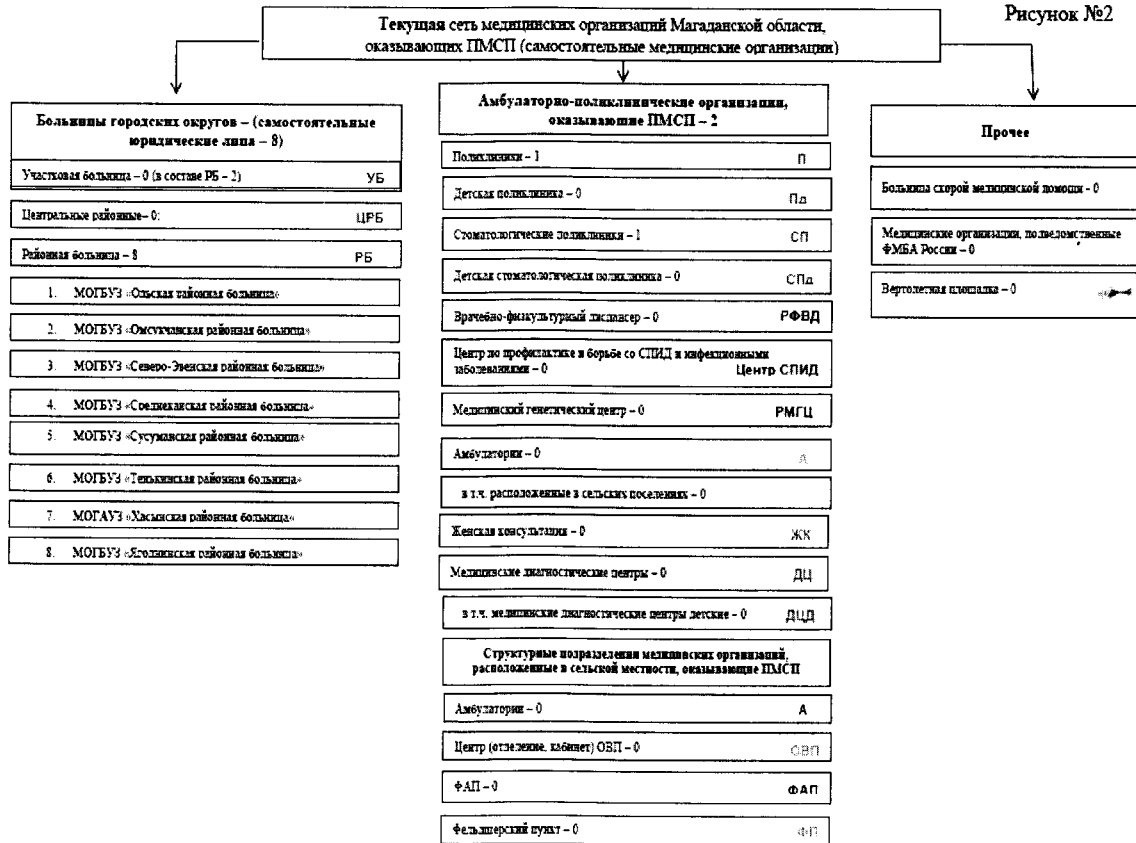 Рисунок №2
Текущая сеть медицинских организаций Магаданской области,
оказывающих ПМСП (самостоятельные медицинские организации)
Больницы городских округов – (самостоятельные
юридические лица – 8)
Участковая больница – 0 (в составе РБ – 2) УБ
Центральные районные– 0: ЦРБ
Районная больница – 8 РБ
1. МОГБУЗ «Ольская районная больница»
2. МОГБУЗ «Омсукчанская районная больница»
3. МОГБУЗ «Северо-Эвенская районная больница»
4. МОГБУЗ «Среднеканская районная больница»
5. МОГБУЗ «Сусуманская районная больница»
6. МОГБУЗ «Тенькинская районная больница»
7. МОГАУЗ «Хасынская районная больница»
8. МОГБУЗ «Ягоднинская районная больница»
Амбулаторно-поликлинические организации,
оказывающие ПМСП – 2
Поликлиники – 1 П
Детская поликлиника – 0 Пд
Стоматологические поликлиники – 1 СП
Детская стоматологическая поликлиника – 0 СПд
Врачебно-физкультурный диспансер – 0 РФВД
Центр по профилактике и борьбе со СПИД и инфекционными
заболеваниями – 0 Центр СПИД
Медицинский генетический центр – 0 РМГЦ
Амбулатории – 0 А
в т.ч. расположенные в сельских поселениях – 0
Женская консультация – 0 ЖК
Медицинские диагностические центры – 0 ДЦ
в т.ч. медицинские диагностические центры детские – 0 ДЦД
Структурные подразделения медицинских организаций,
расположенные в сельской местности, оказывающие ПМСП
Амбулатории – 0 А
Центр (отделение, кабинет) ОВП – 0 ОВП
ФАП – 0 ФАП
Фельдшерский пункт – 0 ФП
Прочее
Больница скорой медицинской помощи - 0
Медицинские организации, подведомственные
ФМБА России – 0
Вертолетная площадка – 0